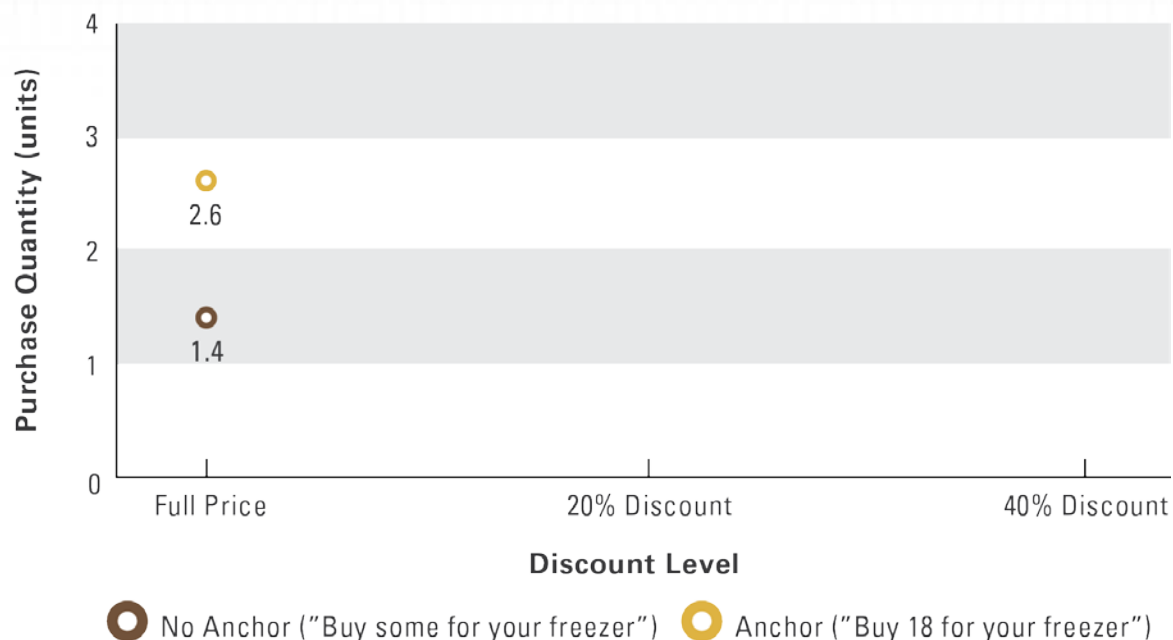 Purchase Quantity (units)
4
3
2
1
0
2.6
1.4
Full Price 20% Discount 40% Discount
Discount Level
No Anchor ("Buy some for your freezer") Anchor ("Buy 18 for your freezer")